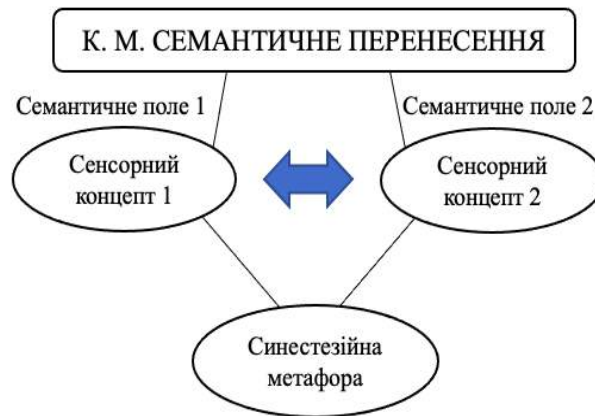 К. М. СЕМАНТИЧНЕ ПЕРЕНЕСЕННЯ
Семантичне поле 1
Семантичне поле 2
Сенсорний
концепт 1
Сенсорний
концепт 2
Синестезійна
метафора